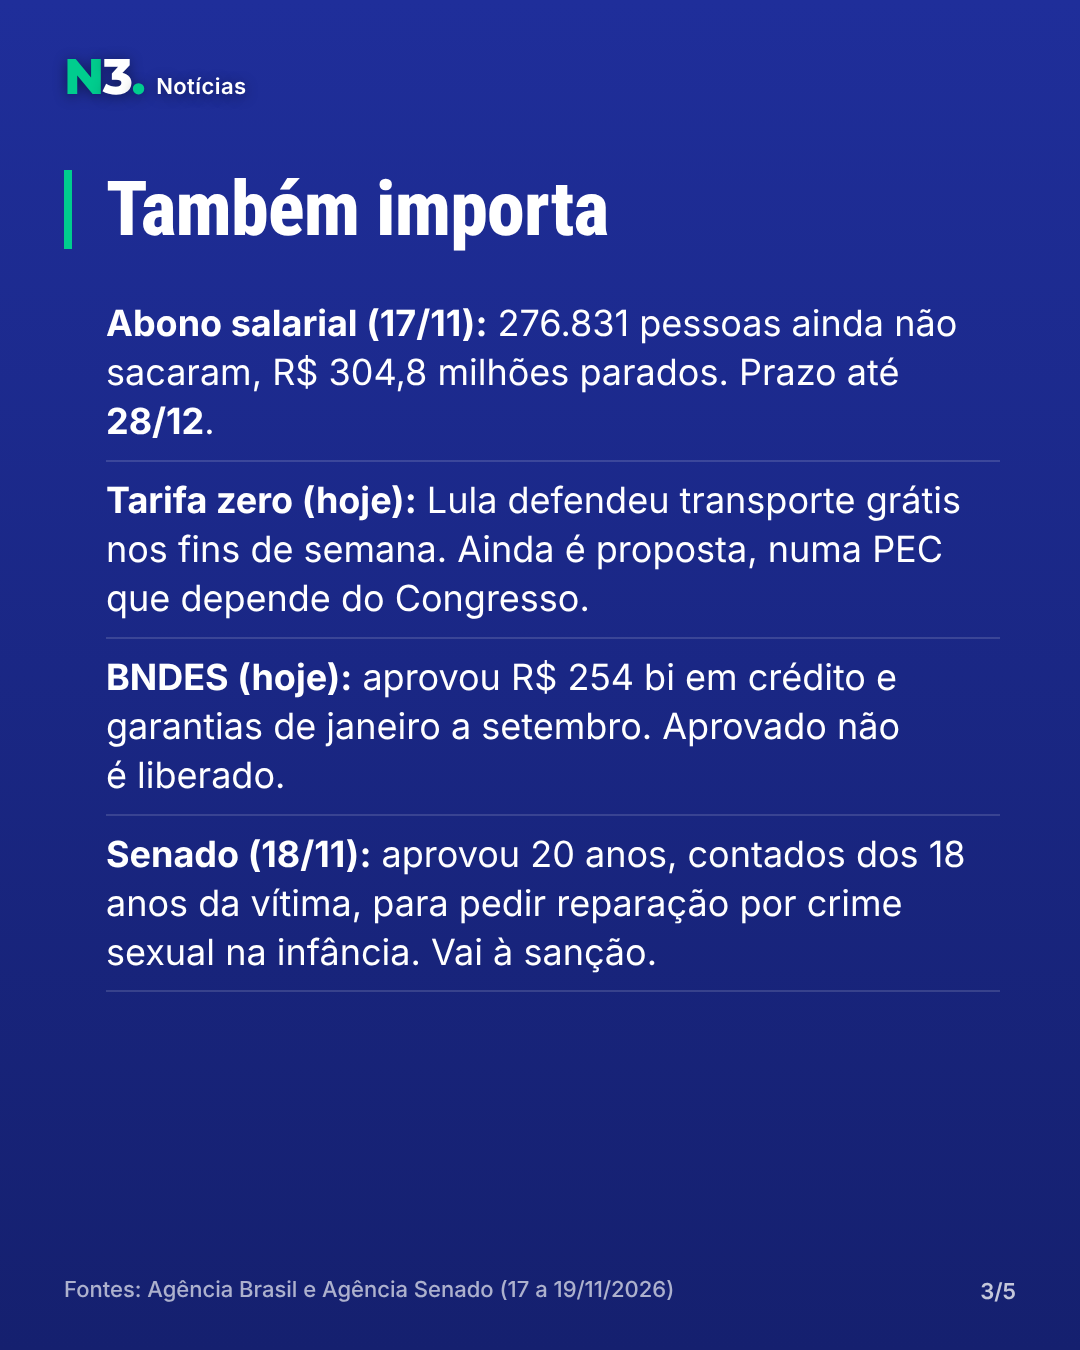 N3. Notícias
Também importa
Abono salarial (17/11): 276.831 pessoas ainda não
sacaram, R$ 304,8 milhões parados. Prazo até
28/12.
Tarifa zero (hoje): Lula defendeu transporte grátis
nos fins de semana. Ainda é proposta, numa PEC
que depende do Congresso.
BNDES (hoje): aprovou R$ 254 bi em crédito e
garantias de janeiro a setembro. Aprovado não
é liberado.
Senado (18/11): aprovou 20 anos, contados dos 18
anos da vítima, para pedir reparação por crime
sexual na infância. Vai à sanção.
Fontes: Agência Brasil e Agência Senado (17 a 19/11/2026)
3/5